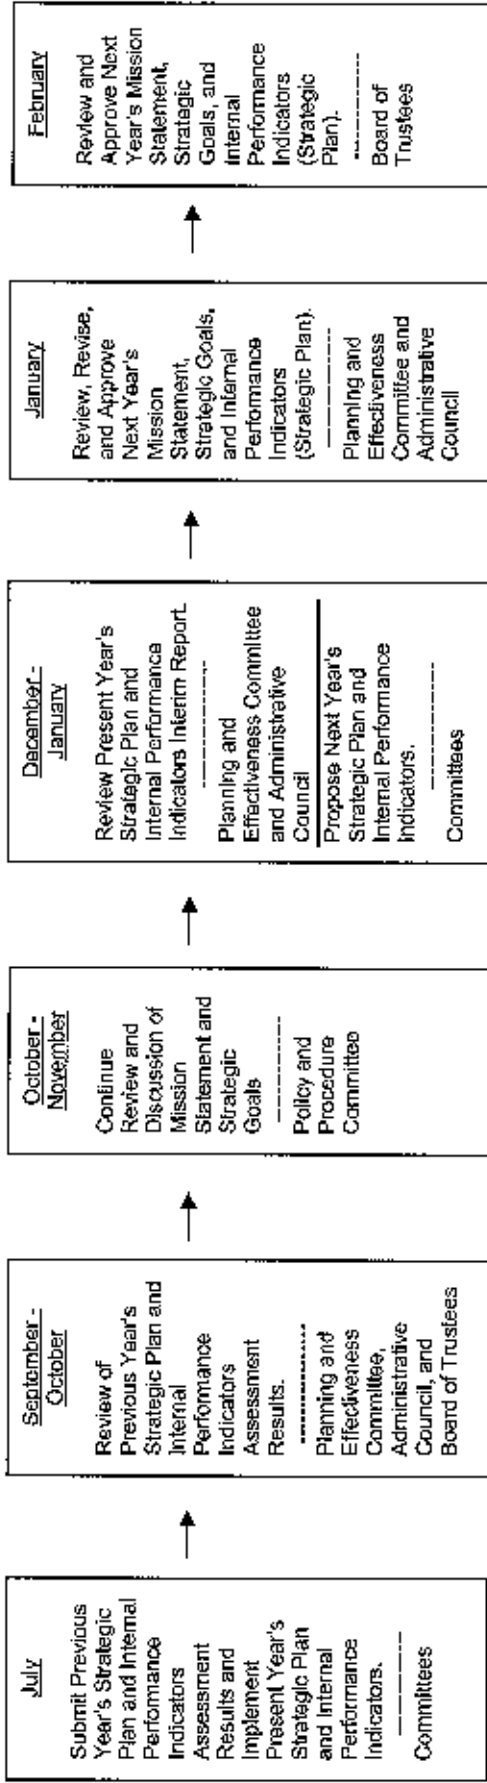 July
Submit Previous
Year's Strategic
Plan and Internal
Performance
Indicators
Assessment
Results and
Implement
Present Year's
Strategic Plan
and Internal
Performance
Indicators.
------------
Committees
September -
October
Review of
Previous Year's
Strategic Plan and
Internal
Performance
Indicators
Assessment
Results.
------------
Planning and
Effectiveness
Committee,
Administrative
Council, and
Board of Trustees
October -
November
Continue
Review and
Discussion of
Mission
Statement and
Strategic
Goals
------------
Policy and
Procedure
Committee
December -
January
Review Present Year's
Strategic Plan and
Internal Performance
Indicators Interim Report.
------------
Planning and
Effectiveness Committee
and Administrative
Council
Propose Next Year's
Strategic Plan and
Internal Performance
Indicators.
------------
Committees
January
Review, Revise,
and Approve
Next Year's
Mission
Statement,
Strategic Goals,
and Internal
Performance
Indicators
(Strategic Plan).
------------
Planning and
Effectiveness
Committee and
Administrative
Council
February
Review and
Approve Next
Year's Mission
Statement,
Strategic
Goals, and
Internal
Performance
Indicators
(Strategic
Plan).
------------
Board of
Trustees